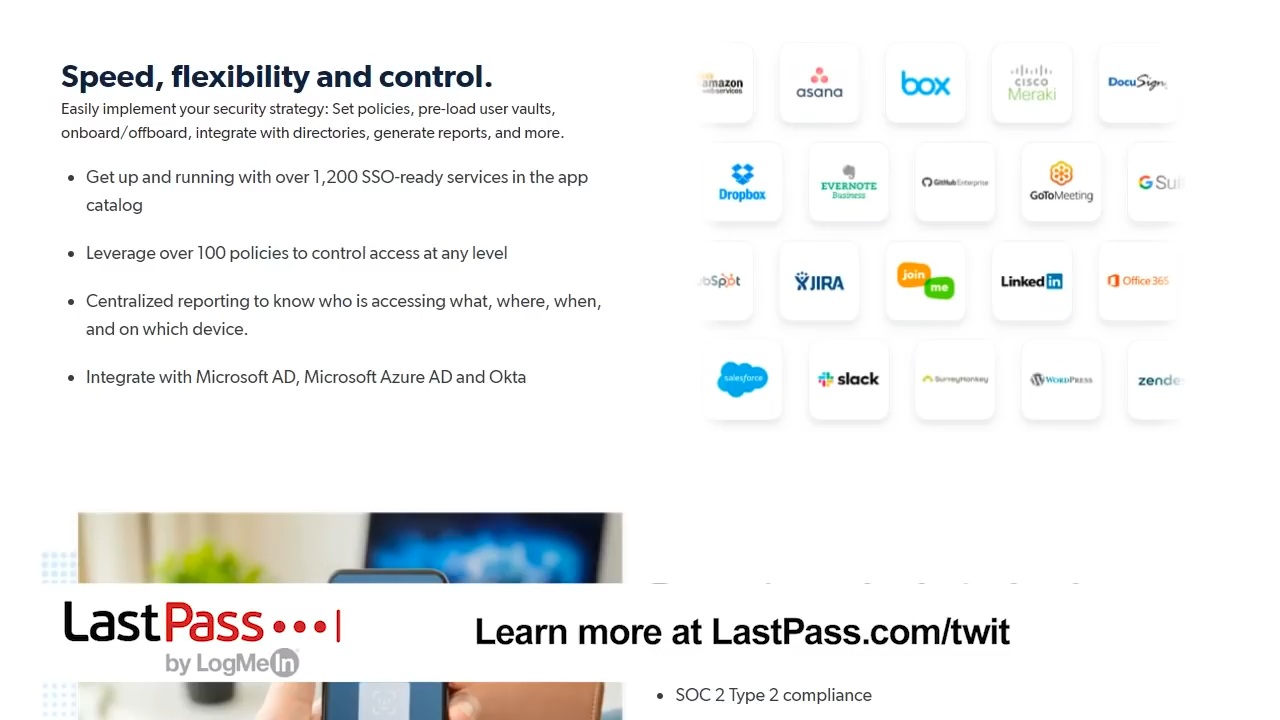 Speed, flexibility and control.
Easily implement your security strategy: Set policies, pre-load user vaults,
onboard/offboard, integrate with directories, generate reports, and more.
• Get up and running with over 1,200 SSO-ready services in the app
catalog
• Leverage over 100 policies to control access at any level
• Centralized reporting to know who is accessing what, where, when,
and on which device.
• Integrate with Microsoft AD, Microsoft Azure AD and Okta
amazon
webservices
asana
box
CISCO
Meraki
DocuSign
Dropbox
EVERNOTE
Business
GitHub Enterprise
GoToMeeting
G Sui
bSpot
JIRA
join
me
Linkedin
Office 365
salesforce
slack
SurveyMonkey
WORDPRESS
zende
LastPass
by LogMeIn
Learn more at LastPass.com/twit
• SOC 2 Type 2 compliance